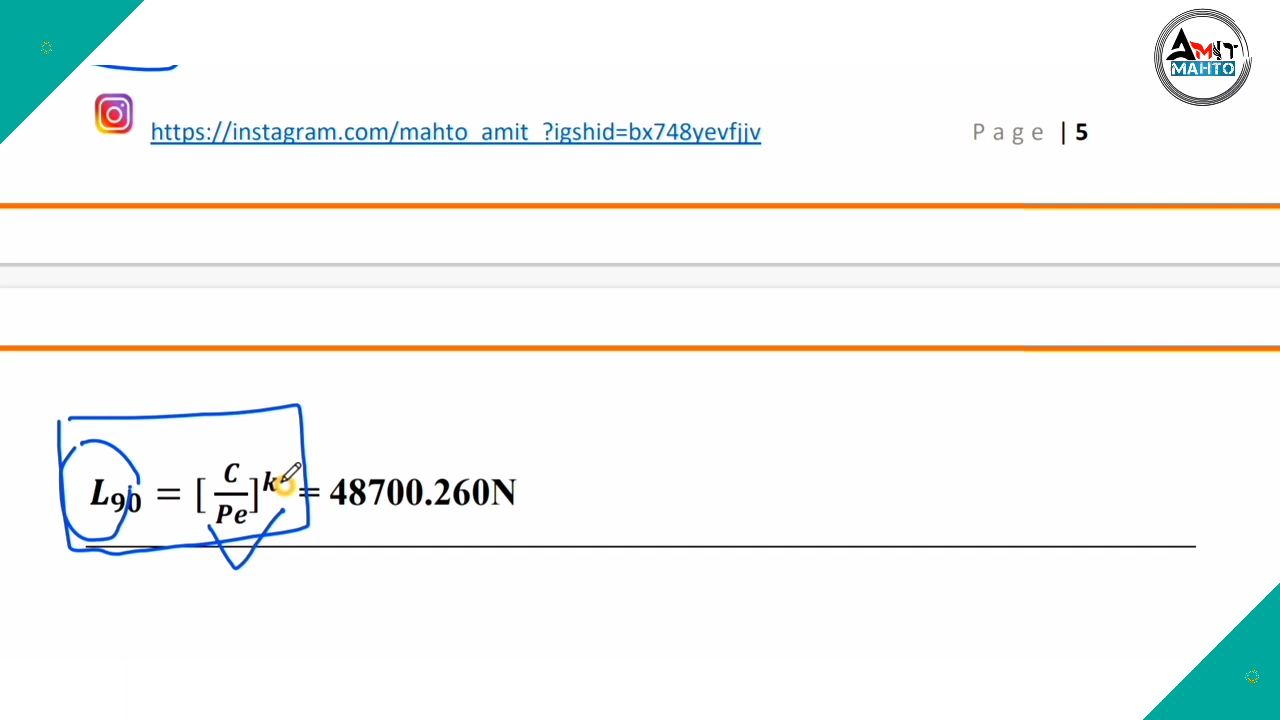 AMIT
MAHTO
https://instagram.com/mahto_amit_?igshid=bx748yevfjjv
Page | 5
L₉₀ = [C/Pe]ᵏ = 48700.260N